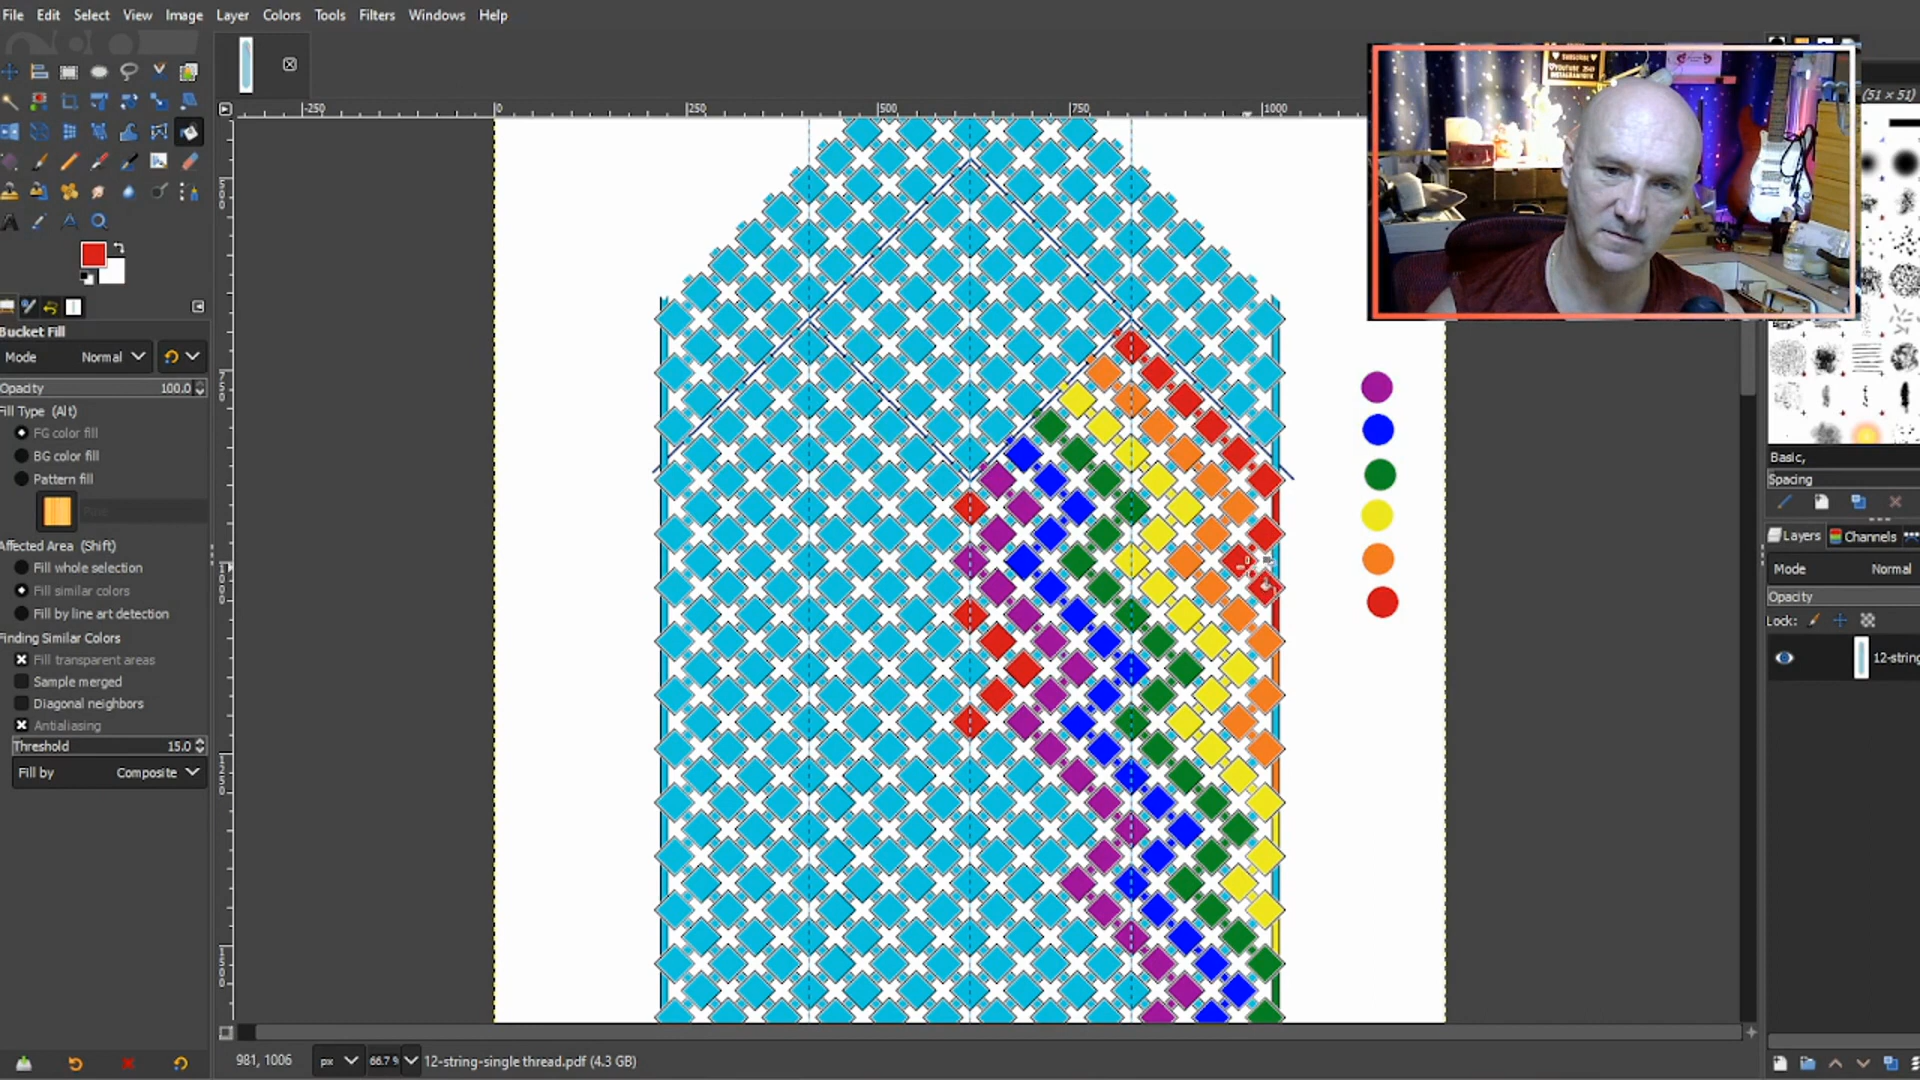 File Edit Select View Image Layer Colors Tools Filters Windows Help
-250 0 250 500 750 1000
(51 × 51)
SUBSCRIBE
Bucket Fill
Mode Normal
Opacity 100.0
Fill Type (Alt)
FG color fill
BG color fill
Pattern fill
Affected Area (Shift)
Fill whole selection
Fill similar colors
Fill by line art detection
Finding Similar Colors
Fill transparent areas
Sample merged
Diagonal neighbors
Antialiasing
Threshold 15.0
Fill by Composite
Basic,
Spacing
Layers Channels
Mode Normal
Opacity
Lock:
12-string
981, 1006 px 66.7 % 12-string-single thread.pdf (4.3 GB)